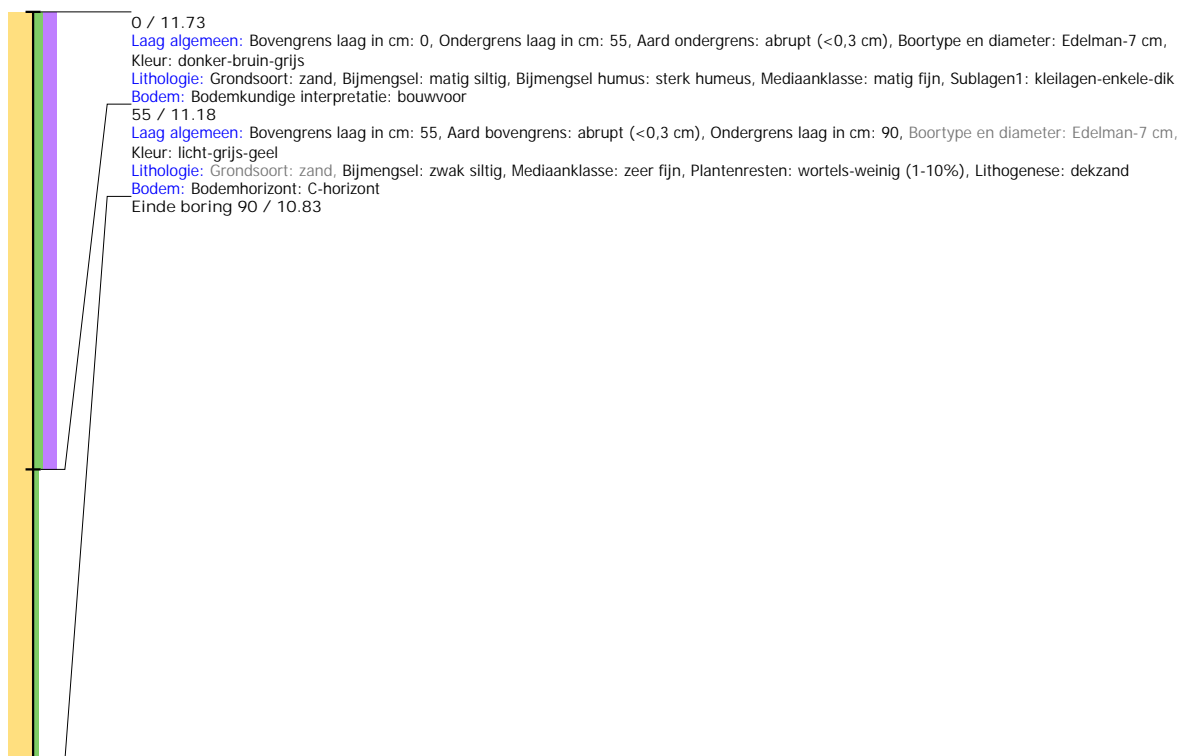 0 / 11.73
Laag algemeen: Bovengrens laag in cm: 0, Ondergrens laag in cm: 55, Aard ondergrens: abrupt (<0,3 cm), Boortype en diameter: Edelman-7 cm,
Kleur: donker-bruin-grijs
Lithologie: Grondsoort: zand, Bijmengsel: matig siltig, Bijmengsel humus: sterk humeus, Mediaanklasse: matig fijn, Sublagen1: kleilagen-enkele-dik
Bodem: Bodemkundige interpretatie: bouwvoor
55 / 11.18
Laag algemeen: Bovengrens laag in cm: 55, Aard bovengrens: abrupt (<0,3 cm), Ondergrens laag in cm: 90, Boortype en diameter: Edelman-7 cm,
Kleur: licht-grijs-geel
Lithologie: Grondsoort: zand, Bijmengsel: zwak siltig, Mediaanklasse: zeer fijn, Plantenresten: wortels-weinig (1-10%), Lithogenese: dekzand
Bodem: Bodemhorizont: C-horizont
Einde boring 90 / 10.83